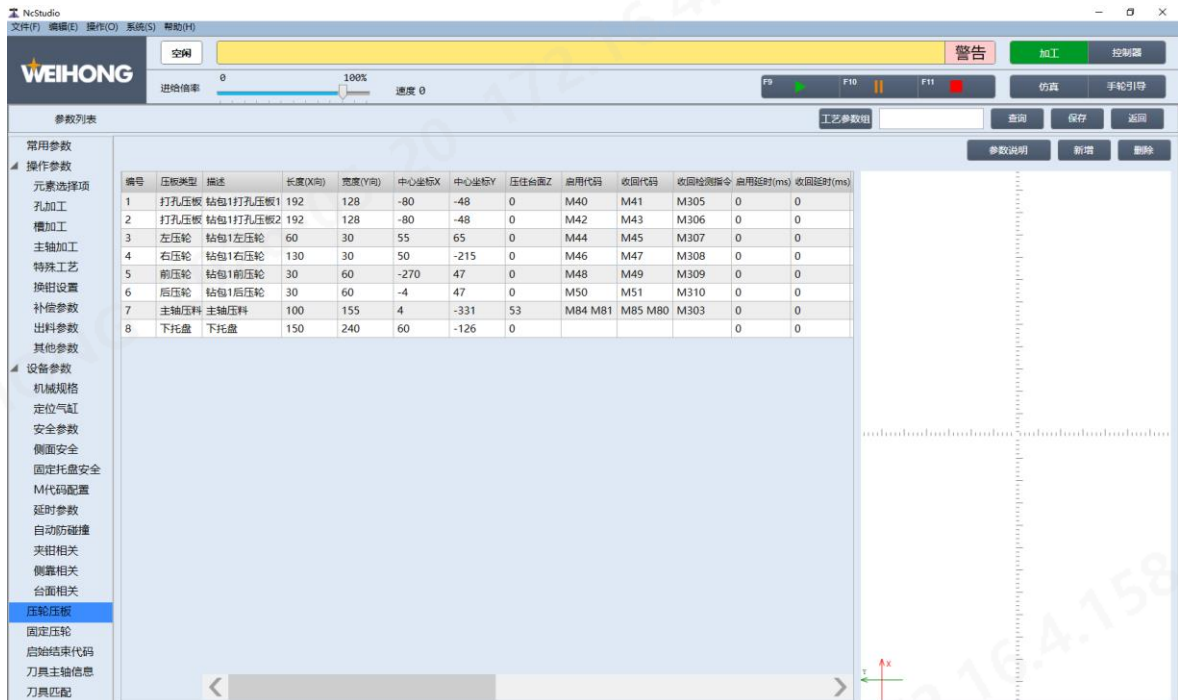 NcStudio
文件(F) 编辑(E) 操作(O) 系统(S) 帮助(H)
WEIHONG
空闲
警告
加工
控制器
进给倍率
0
100%
速度 0
F9
F10
F11
仿真
手轮引导
参数列表
工艺参数组
查询
保存
返回
参数说明
新增
删除
常用参数
操作参数
元素选择项
孔加工
槽加工
主轴加工
特殊工艺
换钳设置
补偿参数
出料参数
其他参数
设备参数
机械规格
定位气缸
安全参数
侧面安全
固定托盘安全
M代码配置
延时参数
自动防碰撞
夹钳相关
侧靠相关
台面相关
压轮压板
固定压轮
启始结束代码
刀具主轴信息
刀具匹配
编号 压板类型 描述 长度(X向) 宽度(Y向) 中心坐标X 中心坐标Y 压住台面Z 启用代码 收回代码 收回检测指令 启用延时(ms) 收回延时(ms)
1 打孔压板 钻包1打孔压板1 192 128 -80 -48 0 M40 M41 M305 0 0
2 打孔压板 钻包1打孔压板2 192 128 -80 -48 0 M42 M43 M306 0 0
3 左压轮 钻包1左压轮 60 30 55 65 0 M44 M45 M307 0 0
4 右压轮 钻包1右压轮 130 30 50 -215 0 M46 M47 M308 0 0
5 前压轮 钻包1前压轮 30 60 -270 47 0 M48 M49 M309 0 0
6 后压轮 钻包1后压轮 30 60 -4 47 0 M50 M51 M310 0 0
7 主轴压料 主轴压料 100 155 4 -331 53 M84 M81 M85 M80 M303 0 0
8 下托盘 下托盘 150 240 60 -126 0 0 0
X
Y